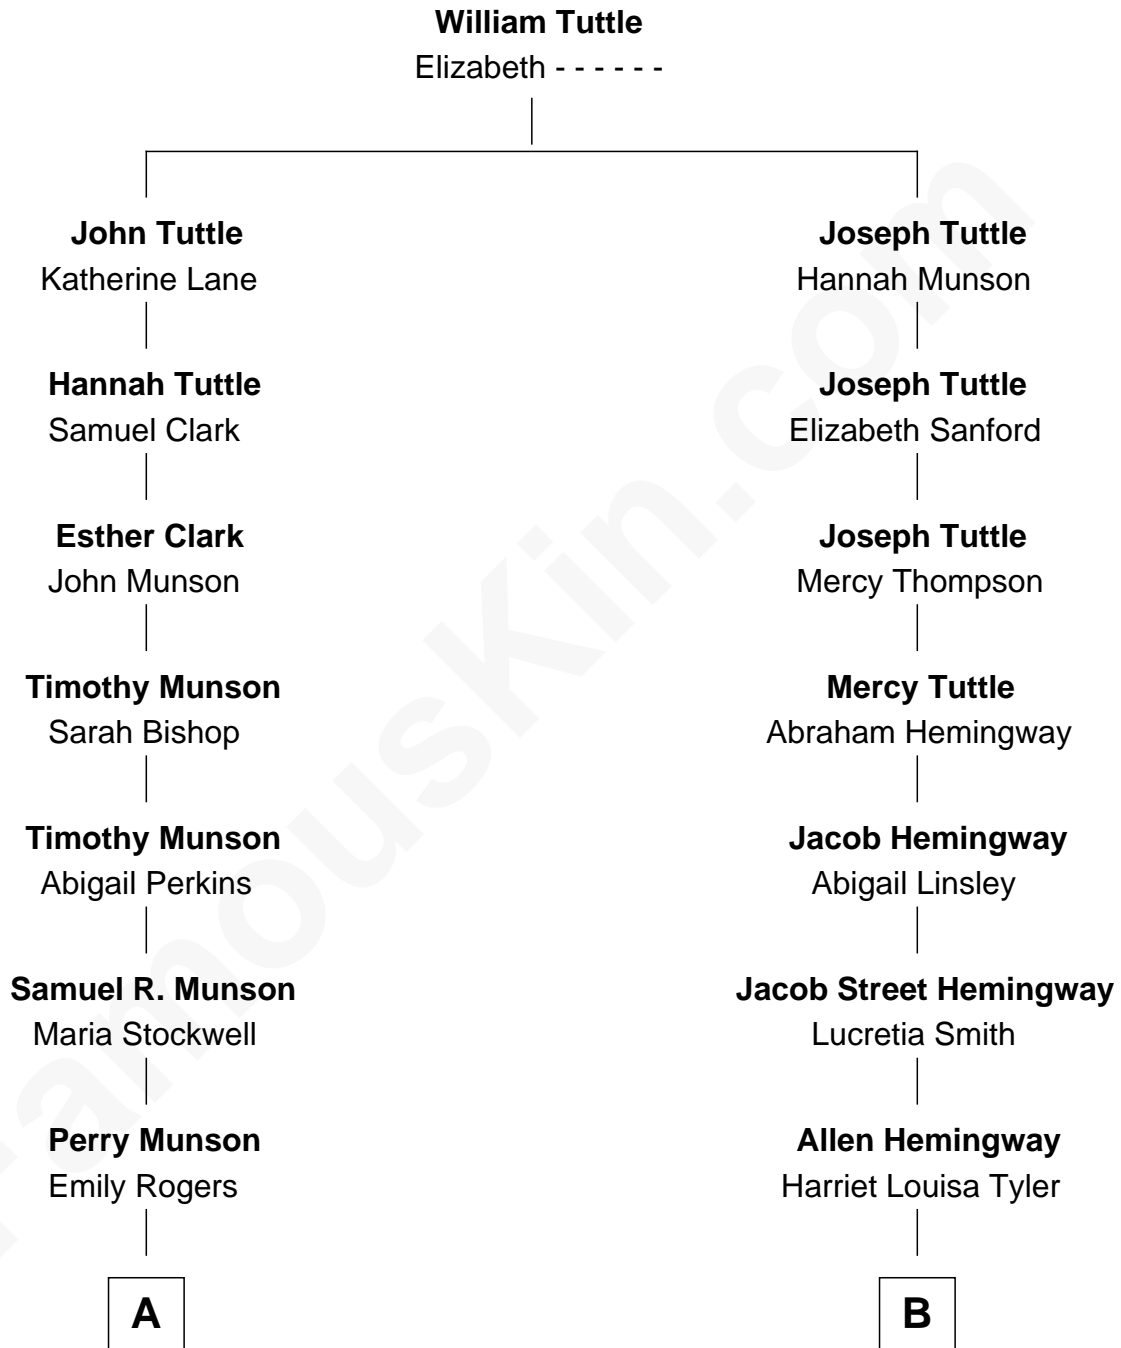 William Tuttle
Elizabeth - - - - - -
John Tuttle
Katherine Lane
Joseph Tuttle
Hannah Munson
Hannah Tuttle
Samuel Clark
Joseph Tuttle
Elizabeth Sanford
Esther Clark
John Munson
Joseph Tuttle
Mercy Thompson
Timothy Munson
Sarah Bishop
Mercy Tuttle
Abraham Hemingway
Timothy Munson
Abigail Perkins
Jacob Hemingway
Abigail Linsley
Samuel R. Munson
Maria Stockwell
Jacob Street Hemingway
Lucretia Smith
Perry Munson
Emily Rogers
Allen Hemingway
Harriet Louisa Tyler
A
B
FamousKin.com